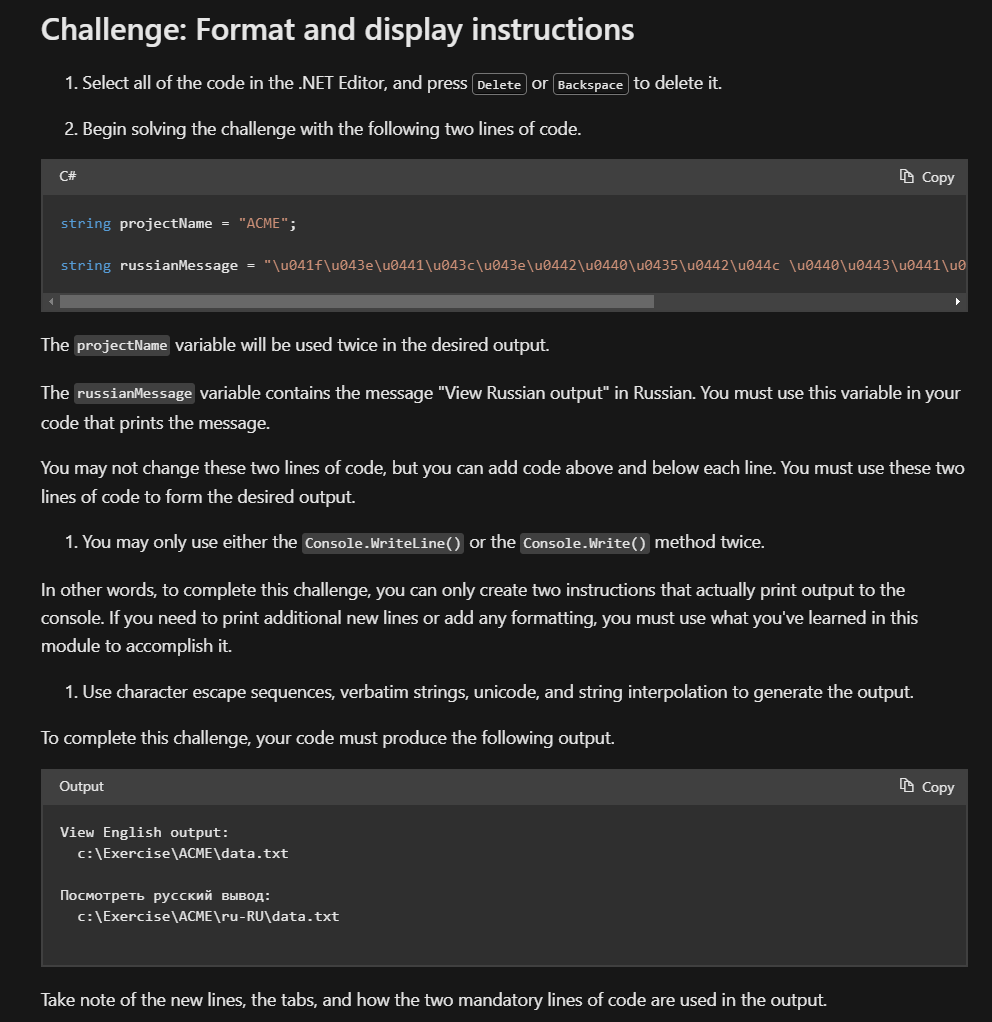 Challenge: Format and display instructions
1. Select all of the code in the .NET Editor, and press Delete or Backspace to delete it.
2. Begin solving the challenge with the following two lines of code.
C#
Copy
string projectName = "ACME";
string russianMessage = "\u041f\u043e\u0441\u043c\u043e\u0442\u0440\u0435\u0442\u044c \u0440\u0443\u0441\u0
The projectName variable will be used twice in the desired output.
The russianMessage variable contains the message "View Russian output" in Russian. You must use this variable in your
code that prints the message.
You may not change these two lines of code, but you can add code above and below each line. You must use these two
lines of code to form the desired output.
1. You may only use either the Console.WriteLine() or the Console.Write() method twice.
In other words, to complete this challenge, you can only create two instructions that actually print output to the
console. If you need to print additional new lines or add any formatting, you must use what you've learned in this
module to accomplish it.
1. Use character escape sequences, verbatim strings, unicode, and string interpolation to generate the output.
To complete this challenge, your code must produce the following output.
Output
Copy
View English output:
c:\Exercise\ACME\data.txt
Посмотреть русский вывод:
c:\Exercise\ACME\ru-RU\data.txt
Take note of the new lines, the tabs, and how the two mandatory lines of code are used in the output.